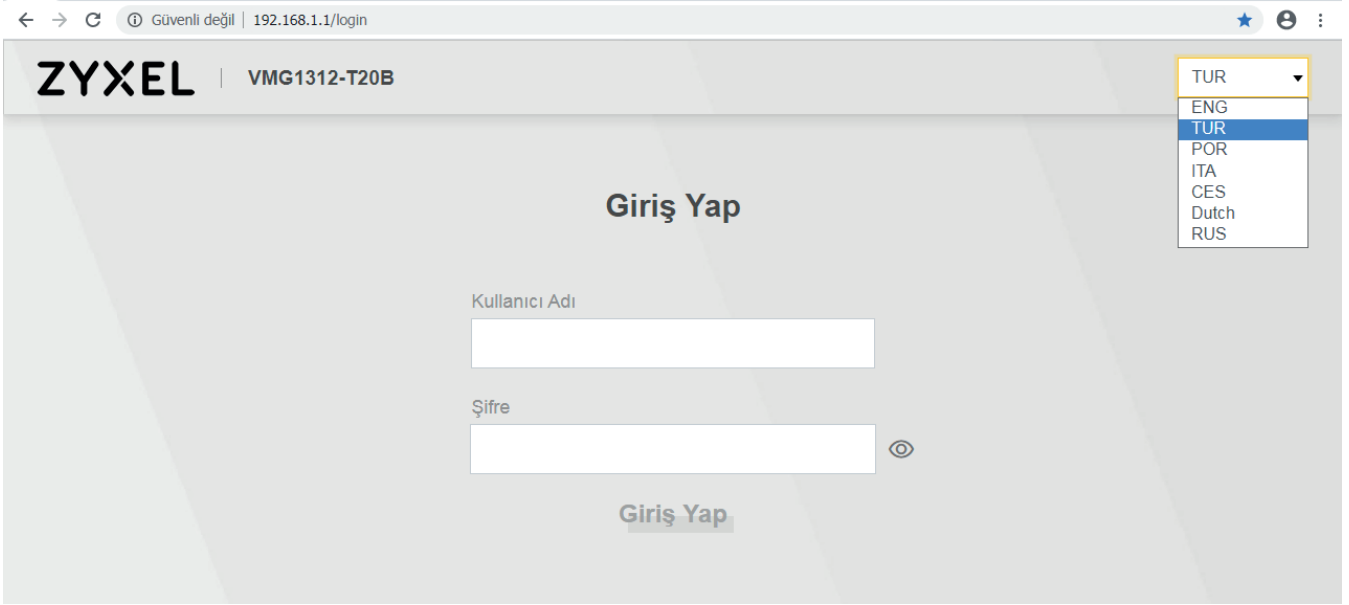 Güvenli değil | 192.168.1.1/login
ZYXEL | VMG1312-T20B
TUR
ENG
TUR
POR
ITA
CES
Dutch
RUS
Giriş Yap
Kullanıcı Adı
Şifre
Giriş Yap